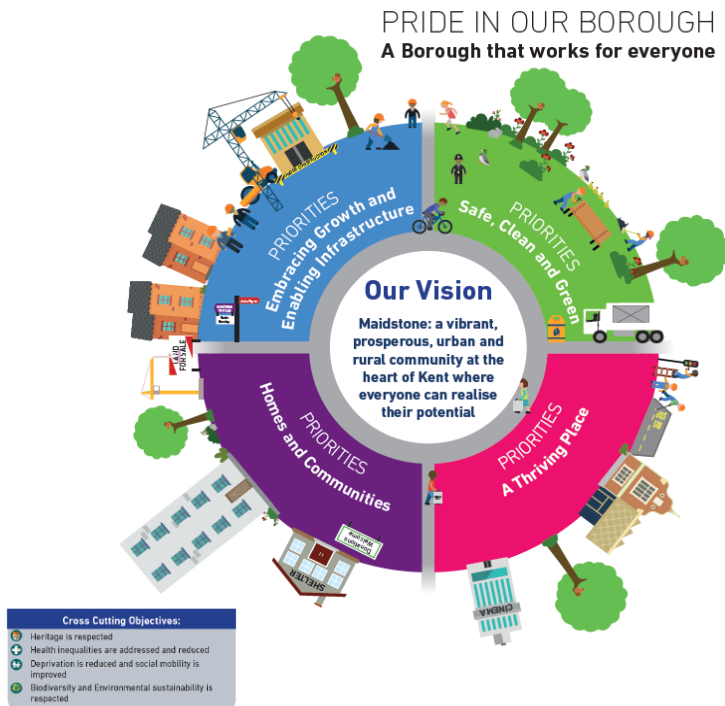 PRIDE IN OUR BOROUGH
A Borough that works for everyone
PRIORITIES
Embracing Growth and
Enabling Infrastructure
PRIORITIES
Safe, Clean and Green
Our Vision
Maidstone: a vibrant,
prosperous, urban and
rural community at the
heart of Kent where
everyone can realise
their potential
LAND
FOR SALE
PRIORITIES
Homes and Communities
PRIORITIES
A Thriving Place
Donations
Welcome
SHELTER
CINEMA
Cross Cutting Objectives:
Heritage is respected
Health inequalities are addressed and reduced
Deprivation is reduced and social mobility is
improved
Biodiversity and Environmental sustainability is
respected